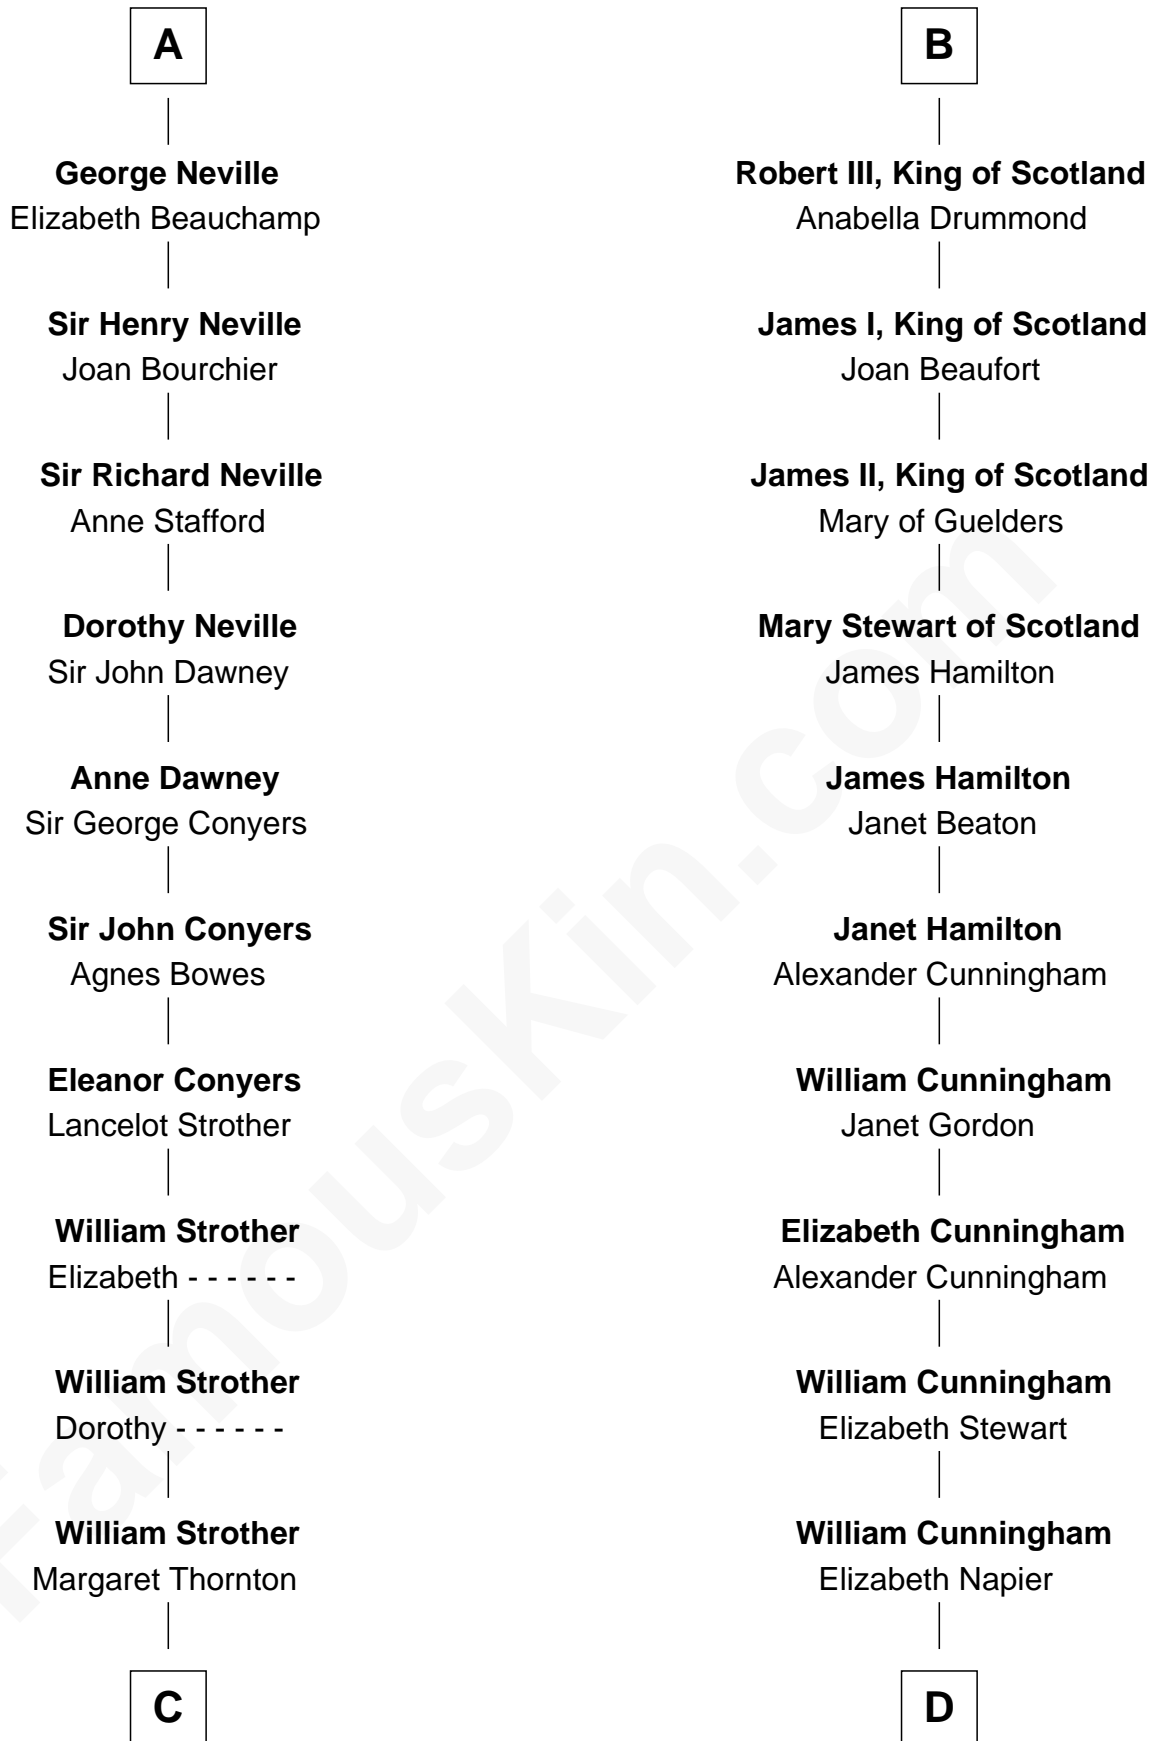 A
George Neville
Elizabeth Beauchamp
Sir Henry Neville
Joan Bourchier
Sir Richard Neville
Anne Stafford
Dorothy Neville
Sir John Dawney
Anne Dawney
Sir George Conyers
Sir John Conyers
Agnes Bowes
Eleanor Conyers
Lancelot Strother
William Strother
Elizabeth - - - - - -
William Strother
Dorothy - - - - - -
William Strother
Margaret Thornton
C
B
Robert III, King of Scotland
Anabella Drummond
James I, King of Scotland
Joan Beaufort
James II, King of Scotland
Mary of Guelders
Mary Stewart of Scotland
James Hamilton
James Hamilton
Janet Beaton
Janet Hamilton
Alexander Cunningham
William Cunningham
Janet Gordon
Elizabeth Cunningham
Alexander Cunningham
William Cunningham
Elizabeth Stewart
William Cunningham
Elizabeth Napier
D
FamousKin.com